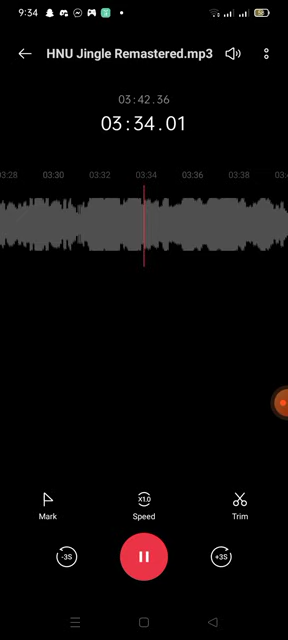 9:34
HNU Jingle Remastered.mp3
03:42.36
03:34.01
03:28 03:30 03:32 03:34 03:36 03:38
Mark Speed Trim
X1.0
-3S +3S